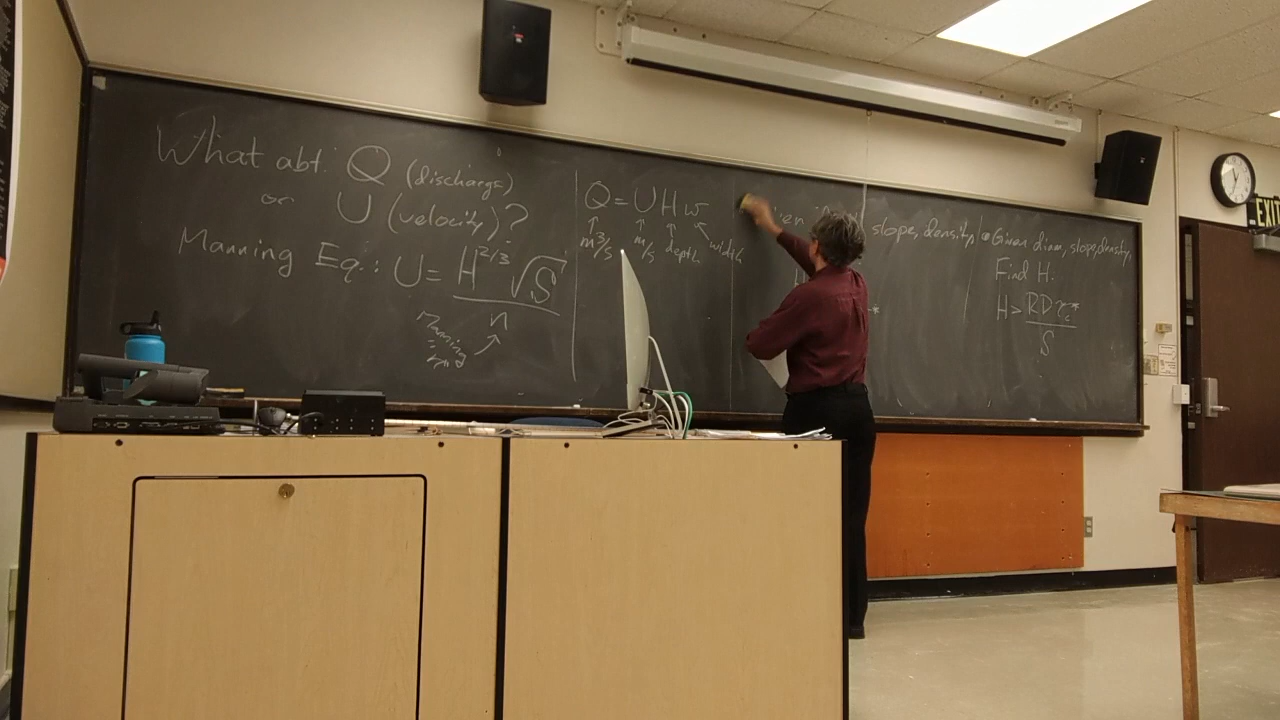 What abt. Q (discharge)
or U (velocity)?
Manning Eq.: U = H^2/3 √S
n
Manning's "n"
Q = U H w
m³/s m/s depth width
slope, density,
H
*
• Given diam, slope, density,
Find H.
H > RDτc*
S
EXIT